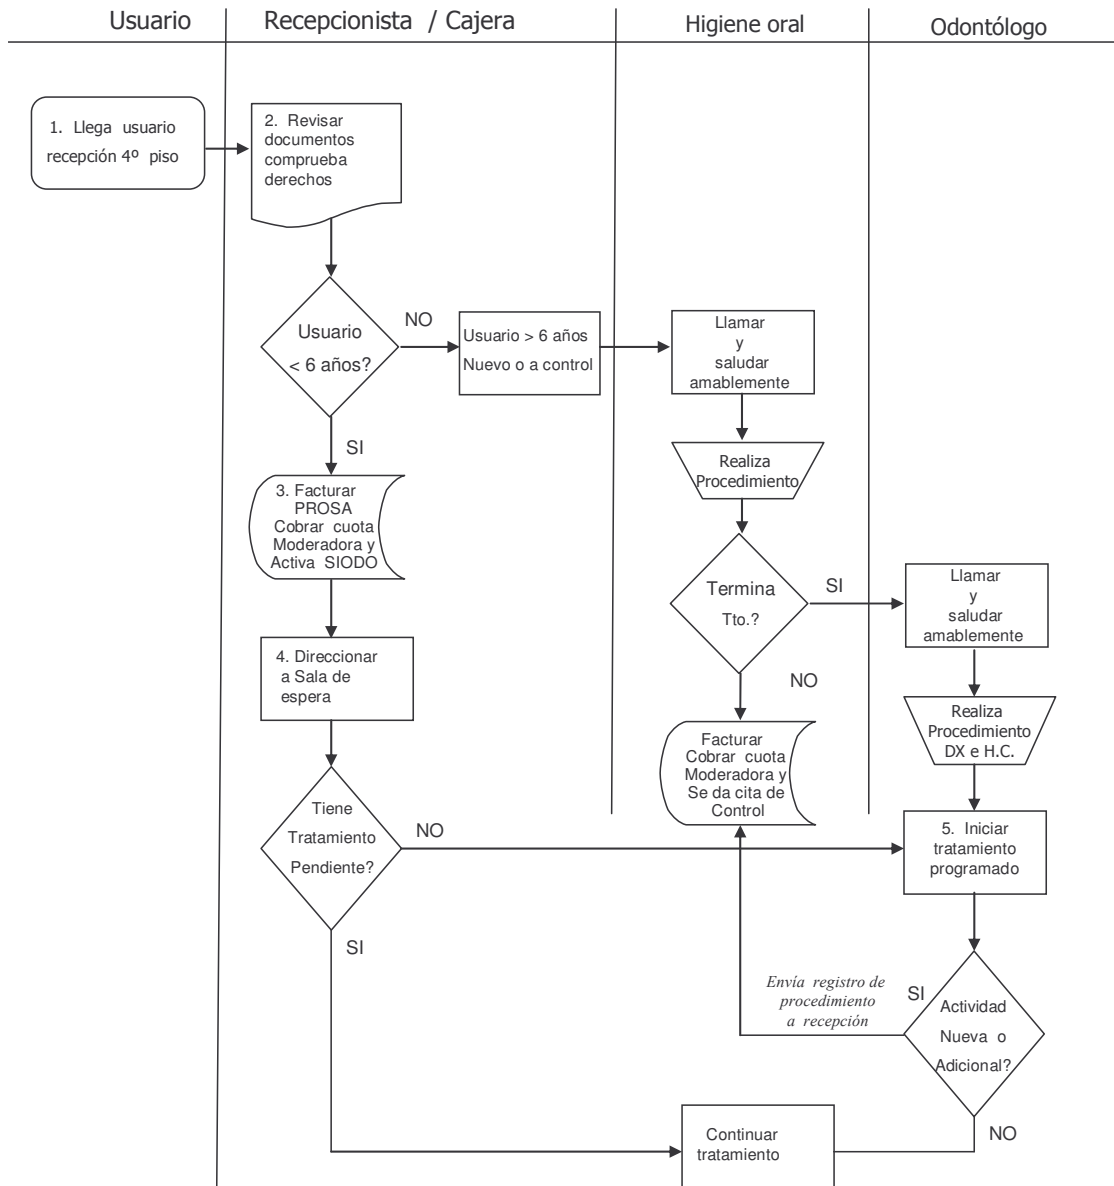 Usuario
Recepcionista / Cajera
Higiene oral
Odontólogo
1. Llega usuario
recepción 4º piso
2. Revisar
documentos
comprueba
derechos
Usuario
< 6 años?
NO
Usuario > 6 años
Nuevo o a control
Llamar
y
saludar
amablemente
SI
Realiza
Procedimiento
3. Facturar
PROSA
Cobrar cuota
Moderadora y
Activa SIODO
Termina
Tto.?
SI
Llamar
y
saludar
amablemente
4. Direccionar
a Sala de
espera
NO
Realiza
Procedimiento
DX e H.C.
Facturar
Cobrar cuota
Moderadora y
Se da cita de
Control
Tiene
Tratamiento
Pendiente?
NO
5. Iniciar
tratamiento
programado
SI
Envía registro de
procedimiento
a recepción
SI
Actividad
Nueva o
Adicional?
NO
Continuar
tratamiento